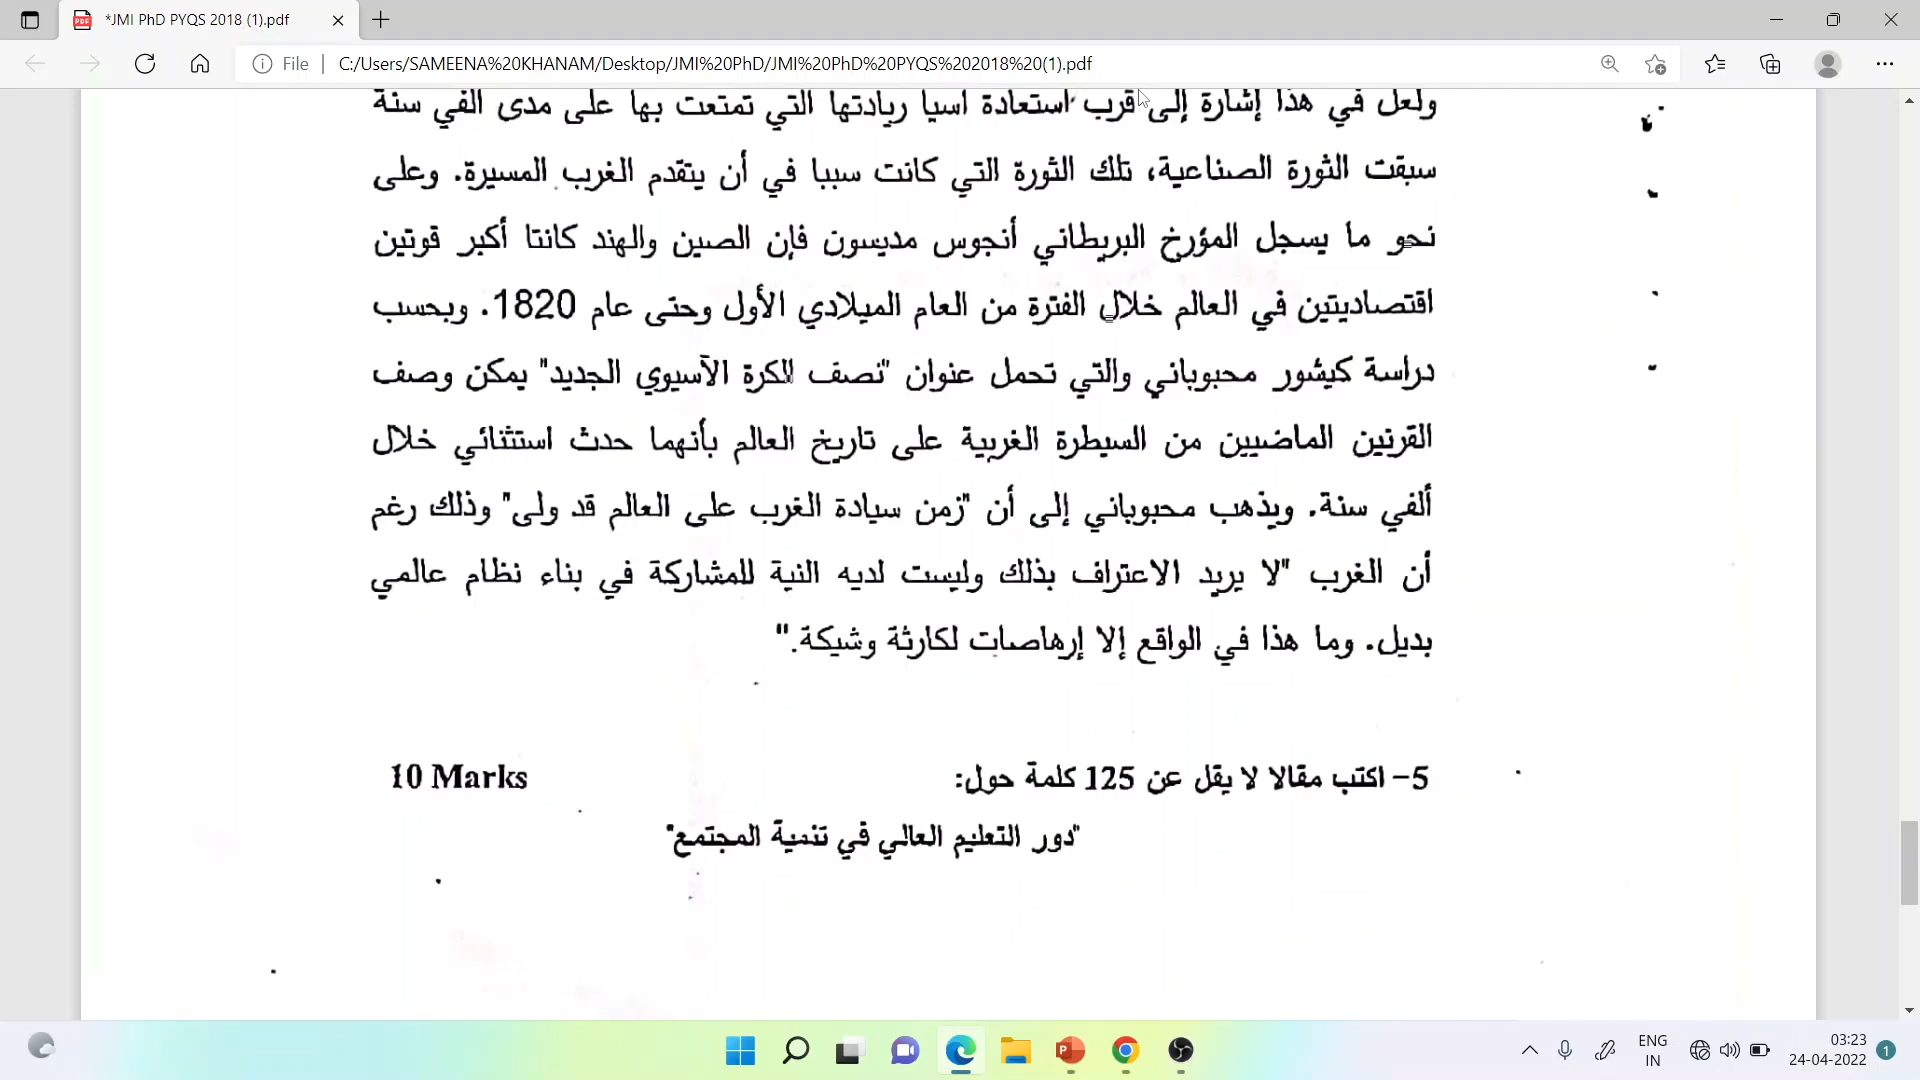 *JMI PhD PYQS 2018 (1).pdf
File
C:/Users/SAMEENA%20KHANAM/Desktop/JMI%20PhD/JMI%20PhD%20PYQS%202018%20(1).pdf
ولعل في هذا إشارة إلى قرب استعادة آسيا ريادتها التي تمتعت بها على مدى ألفي سنة
سبقت الثورة الصناعية، تلك الثورة التي كانت سببا في أن يتقدم الغرب المسيرة. وعلى
نحو ما يسجل المؤرخ البريطاني أنجوس مديسون فإن الصين والهند كانتا أكبر قوتين
اقتصاديتين في العالم خلال الفترة من العام الميلادي الأول وحتى عام 1820. وبحسب
دراسة كيشور محبوباني والتي تحمل عنوان "نصف الكرة الآسيوي الجديد" يمكن وصف
القرنين الماضيين من السيطرة الغربية على تاريخ العالم بأنهما حدث استثنائي خلال
ألفي سنة. ويذهب محبوباني إلى أن "زمن سيادة الغرب على العالم قد ولى" وذلك رغم
أن الغرب "لا يريد الاعتراف بذلك وليست لديه النية للمشاركة في بناء نظام عالمي
بديل. وما هذا في الواقع إلا إرهاصات لكارثة وشيكة."
5- اكتب مقالا لا يقل عن 125 كلمة حول: 10 Marks
"دور التعليم العالي في تنمية المجتمع"
ENG
IN
03:23
24-04-2022
1